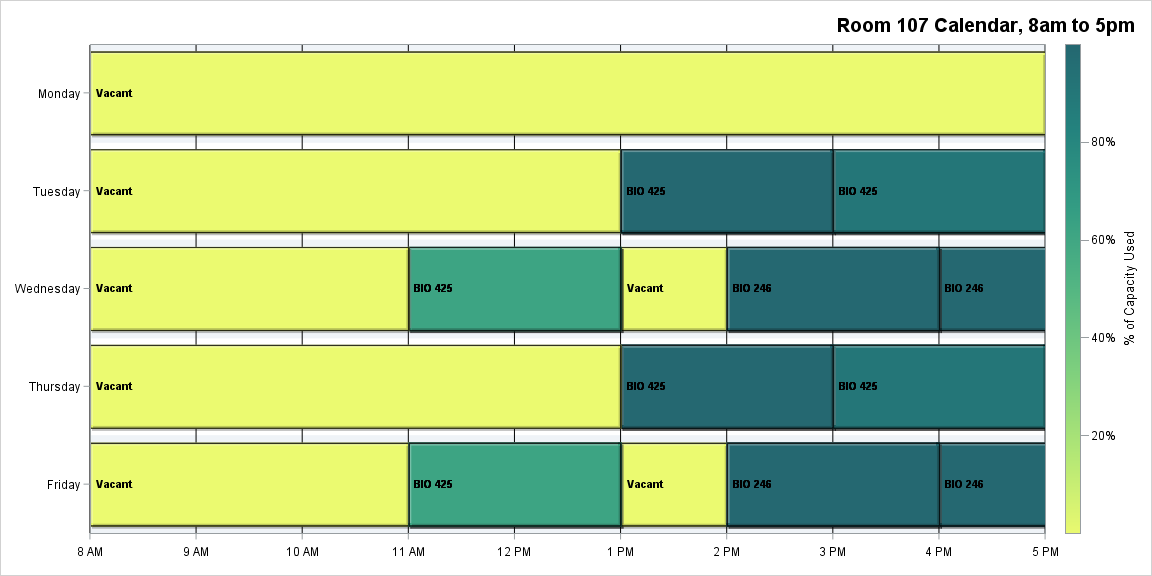 Room 107 Calendar, 8am to 5pm
Monday
Vacant
Tuesday
Vacant
BIO 425
BIO 425
Wednesday
Vacant
BIO 425
Vacant
BIO 246
BIO 246
Thursday
Vacant
BIO 425
BIO 425
Friday
Vacant
BIO 425
Vacant
BIO 246
BIO 246
8 AM
9 AM
10 AM
11 AM
12 PM
1 PM
2 PM
3 PM
4 PM
5 PM
80%
60%
40%
20%
% of Capacity Used